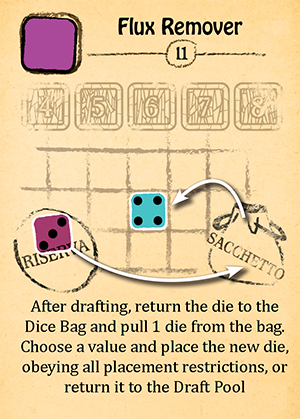 Flux Remover
11
4 5 6 7 8
RISERVA
SACCHETTO
After drafting, return the die to the
Dice Bag and pull 1 die from the bag.
Choose a value and place the new die,
obeying all placement restrictions, or
return it to the Draft Pool